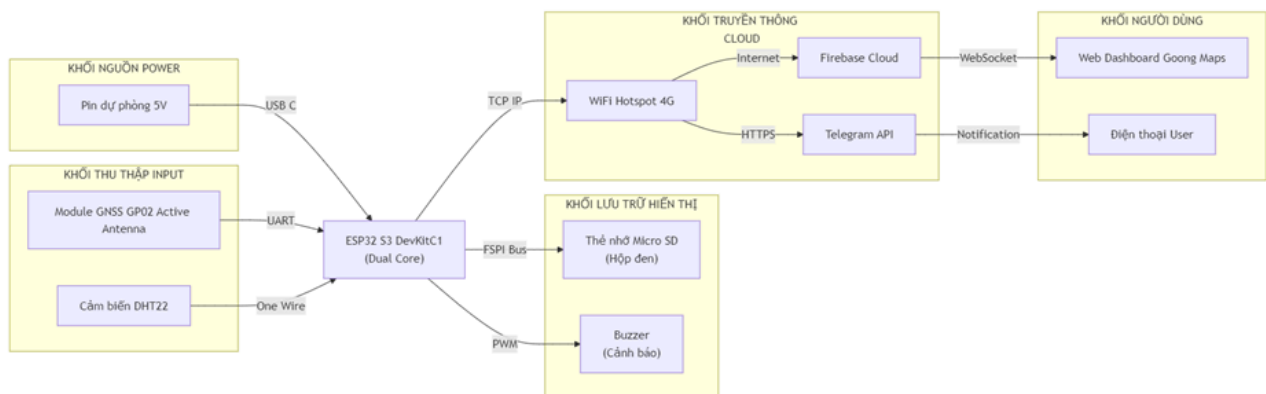 KHỐI NGUỒN POWER
Pin dự phòng 5V
USB C
KHỐI THU THẬP INPUT
Module GNSS GP02 Active
Antenna
UART
Cảm biến DHT22
One Wire
ESP32 S3 DevKitC1
(Dual Core)
TCP IP
FSPI Bus
PWM
KHỐI TRUYỀN THÔNG
CLOUD
WiFi Hotspot 4G
Internet
Firebase Cloud
HTTPS
Telegram API
WebSocket
Notification
KHỐI LƯU TRỮ HIỂN THỊ
Thẻ nhớ Micro SD
(Hộp đen)
Buzzer
(Cảnh báo)
KHỐI NGƯỜI DÙNG
Web Dashboard Goong Maps
Điện thoại User